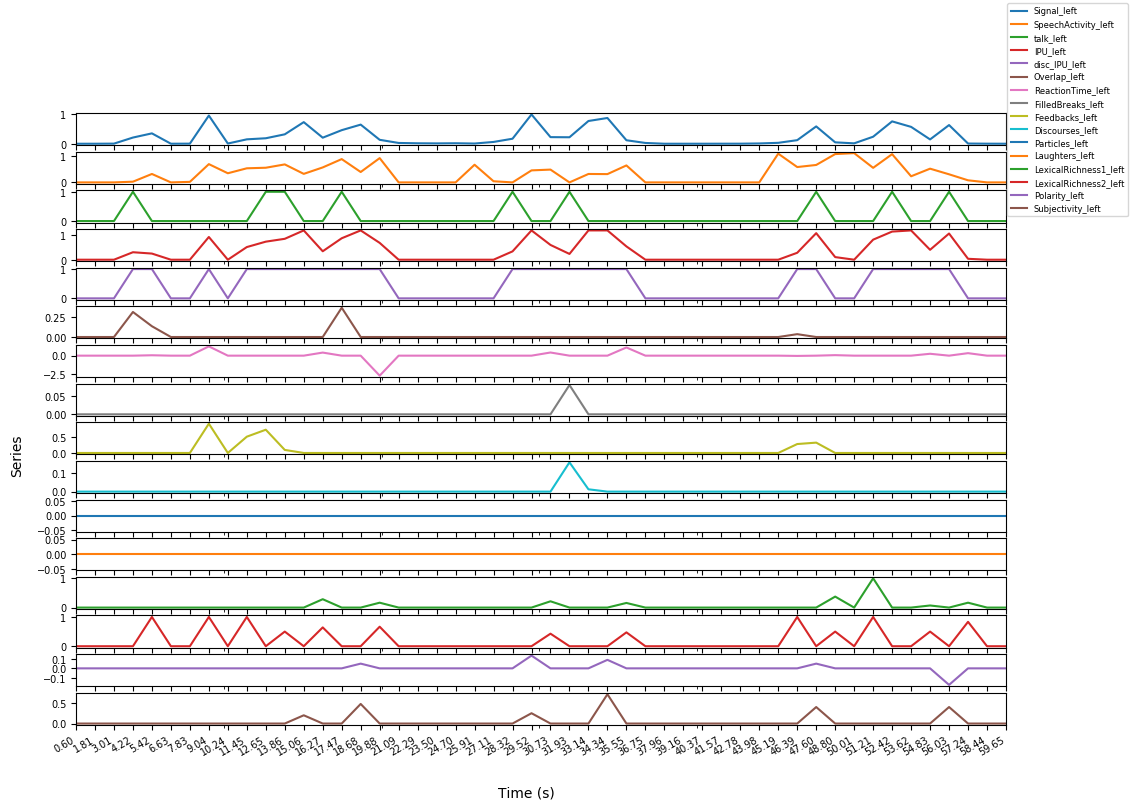 Signal_left
SpeechActivity_left
talk_left
IPU_left
disc_IPU_left
Overlap_left
ReactionTime_left
FilledBreaks_left
Feedbacks_left
Discourses_left
Particles_left
Laughters_left
LexicalRichness1_left
LexicalRichness2_left
Polarity_left
Subjectivity_left
1
0
1
0
1
0
1
0
1
0
0.25
0.00
0.0
−2.5
0.05
0.00
0.5
0.0
0.1
0.0
0.05
0.00
−0.05
0.05
0.00
−0.05
1
0
1
0
0.1
0.0
−0.1
0.5
0.0
Series
0.60 1.81 3.01 4.22 5.42 6.63 7.83 9.04 10.24 11.45 12.65 13.86 15.06 16.27 17.47 18.68 19.88 21.09 22.29 23.50 24.70 25.91 27.11 28.32 29.52 30.73 31.93 33.14 34.34 35.55 36.75 37.96 39.16 40.37 41.57 42.78 43.98 45.19 46.39 47.60 48.80 50.01 51.21 52.42 53.62 54.83 56.03 57.24 58.44 59.65
Time (s)